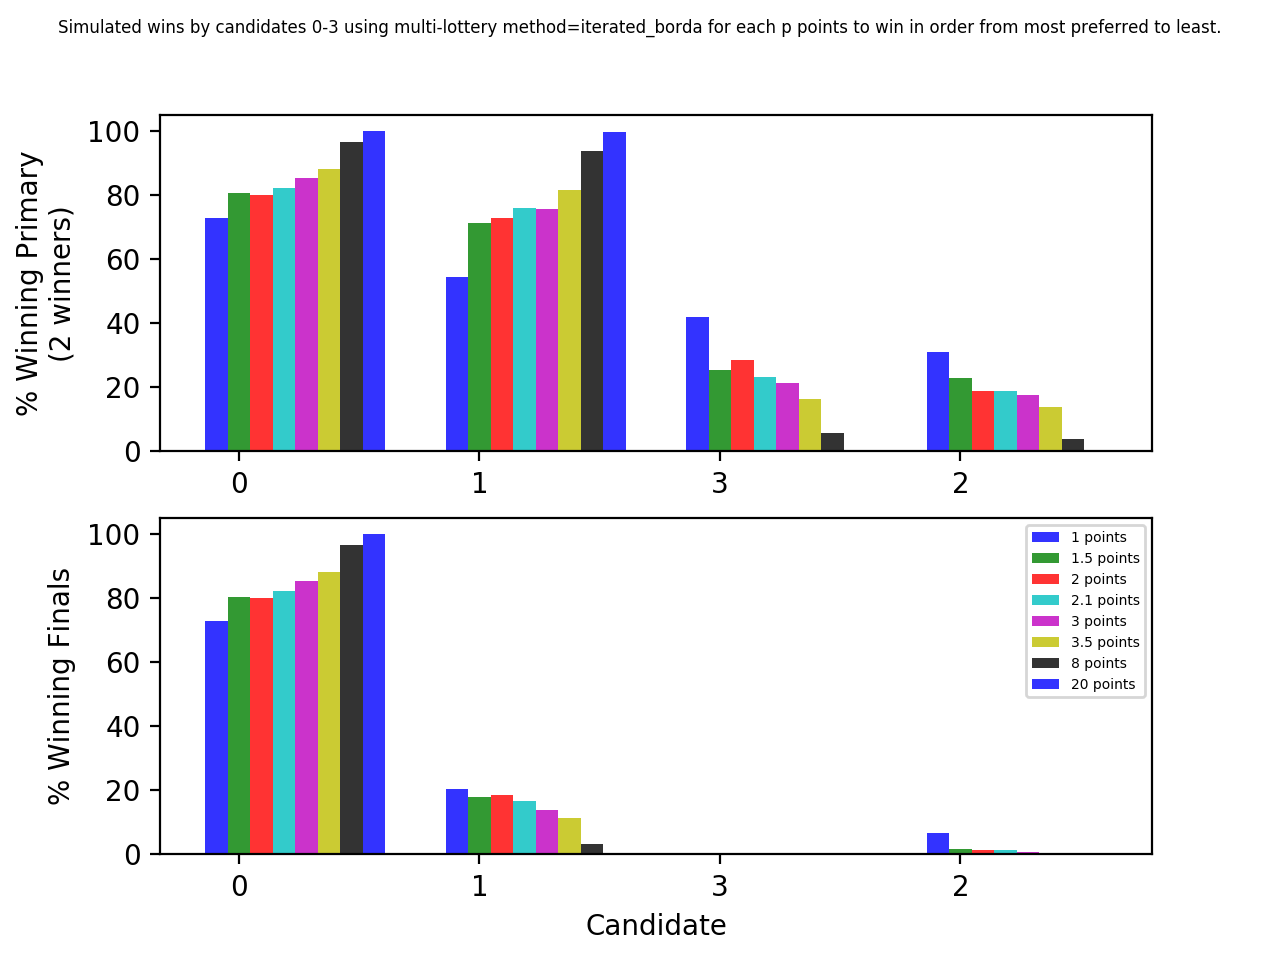 Simulated wins by candidates 0-3 using multi-lottery method=iterated_borda for each p points to win in order from most preferred to least.
% Winning Primary
(2 winners)
100
80
60
40
20
0
0 1 3 2
% Winning Finals
100
80
60
40
20
0
1 points
1.5 points
2 points
2.1 points
3 points
3.5 points
8 points
20 points
0 1 3 2
Candidate